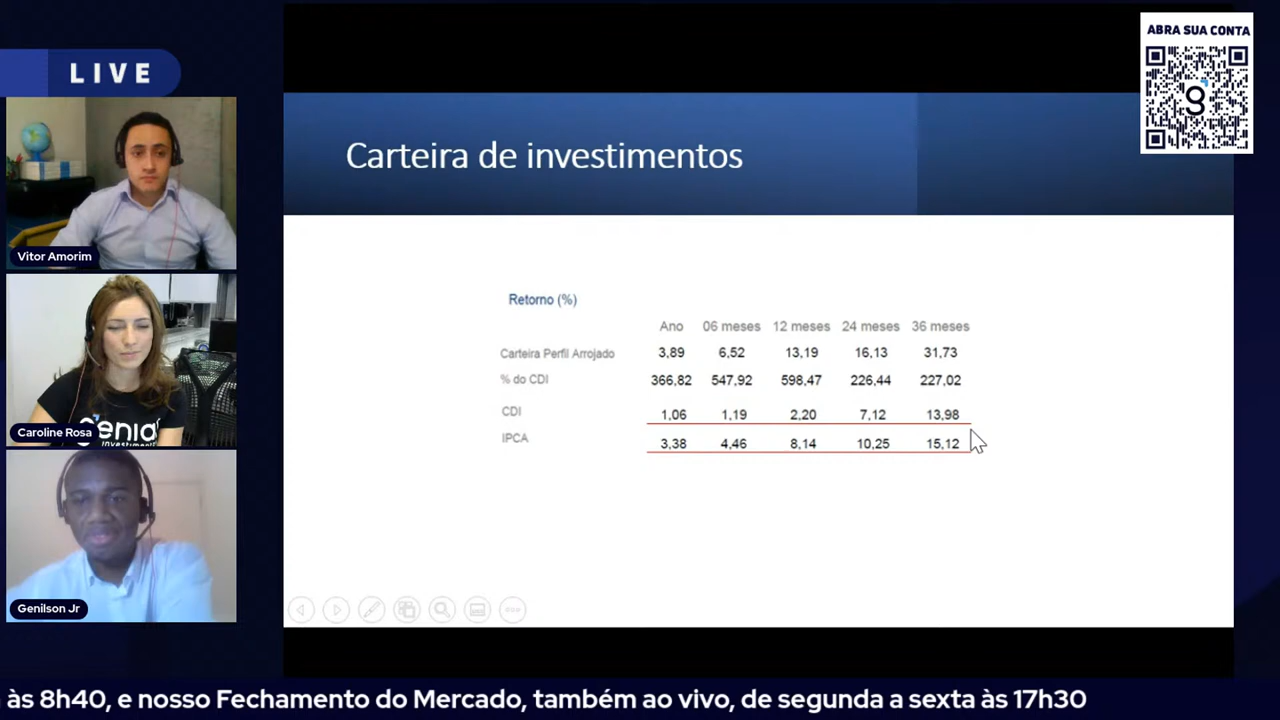 LIVE
ABRA SUA CONTA
Vitor Amorim
Caroline Rosa
genial
investimentos
Genilson Jr
Carteira de investimentos
Retorno (%)
Ano 06 meses 12 meses 24 meses 36 meses
Carteira Perfil Arrojado 3,89 6,52 13,19 16,13 31,73
% do CDI 366,82 547,92 598,47 226,44 227,02
CDI 1,06 1,19 2,20 7,12 13,98
IPCA 3,38 4,46 8,14 10,25 15,12
às 8h40, e nosso Fechamento do Mercado, também ao vivo, de segunda a sexta às 17h30